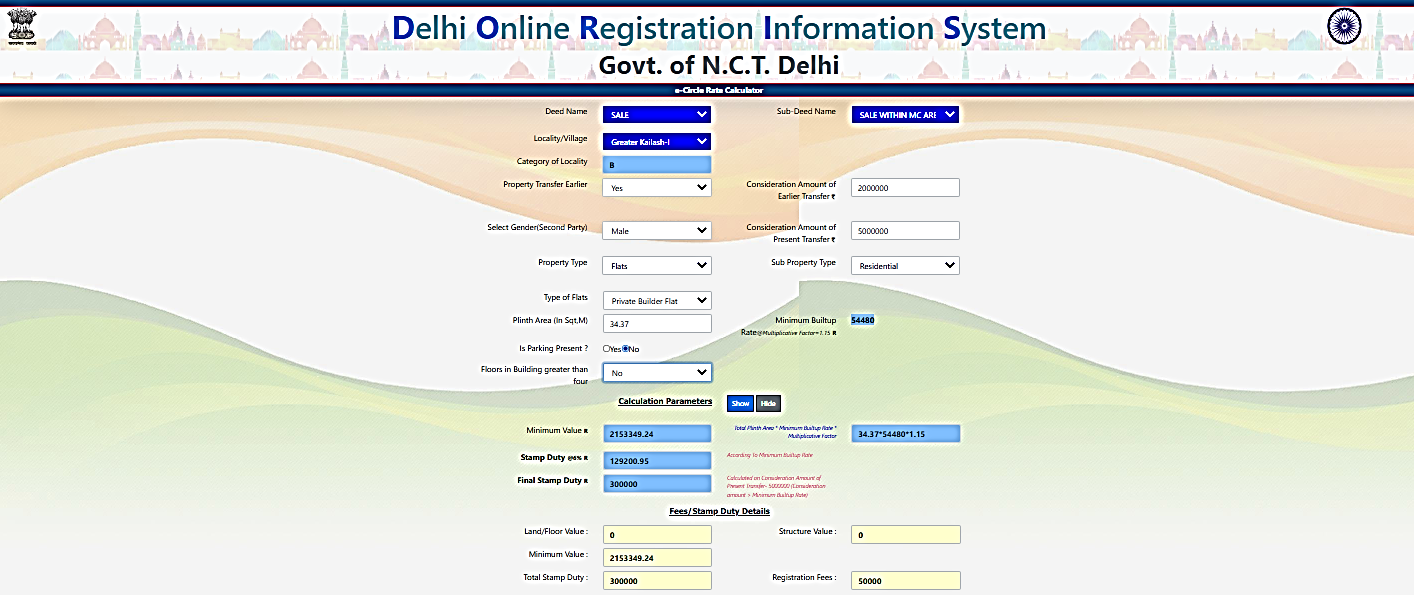 Delhi Online Registration Information System
Govt. of N.C.T. Delhi
e-Circle Rate Calculator
Deed Name SALE Sub-Deed Name SALE WITHIN MC ARE
Locality/Village Greater Kailash-I
Category of Locality B
Property Transfer Earlier Yes Consideration Amount of
Earlier Transfer ₹ 2000000
Select Gender(Second Party) Male Consideration Amount of
Present Transfer ₹ 5000000
Property Type Flats Sub Property Type Residential
Type of Flats Private Builder Flat
Plinth Area (In Sqt,M) 34.37 Minimum Builtup 54480
Rate@Multiplicative Factor=1.15 ₹
Is Parking Present ? Yes No
Floors in Building greater than
four No
Calculation Parameters Show Hide
Minimum Value ₹ 2153349.24 Total Plinth Area * Minimum Builtup Rate *
Multiplicative Factor 34.37*54480*1.15
Stamp Duty @6% ₹ 129200.95 According To Minimum Builtup Rate
Final Stamp Duty ₹ 300000 Calculated on Consideration Amount of
Present Transfer- 5000000 (Consideration
amount > Minimum Builtup Rate)
Fees/Stamp Duty Details
Land/Floor Value : 0 Structure Value : 0
Minimum Value : 2153349.24
Total Stamp Duty : 300000 Registration Fees : 50000